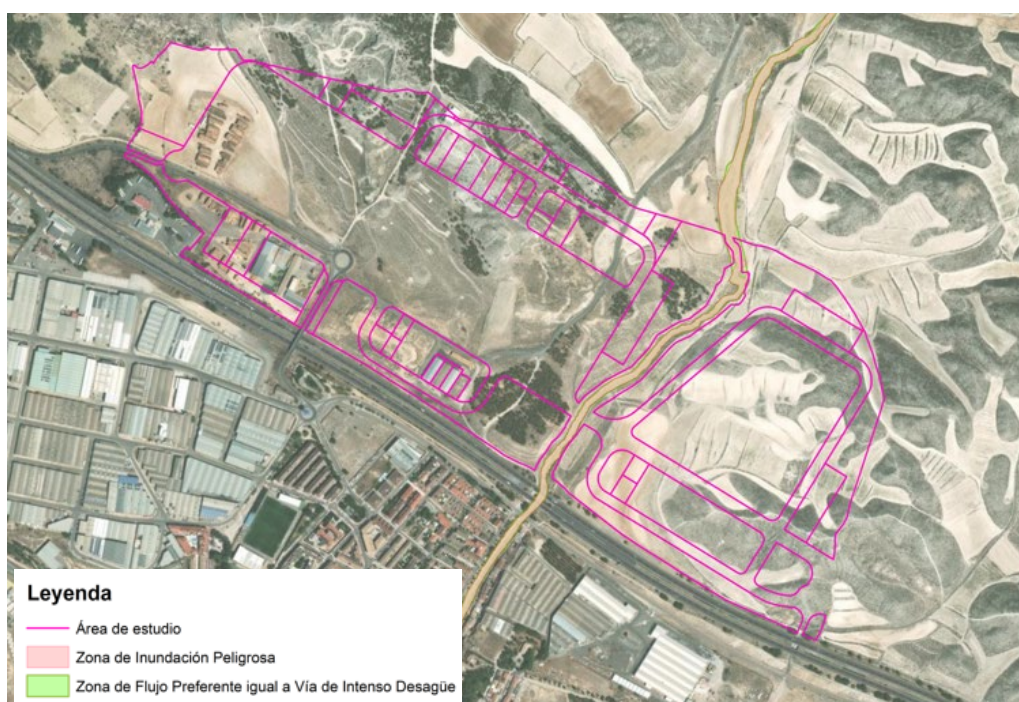 Leyenda
Área de estudio
Zona de Inundación Peligrosa
Zona de Flujo Preferente igual a Vía de Intenso Desagüe